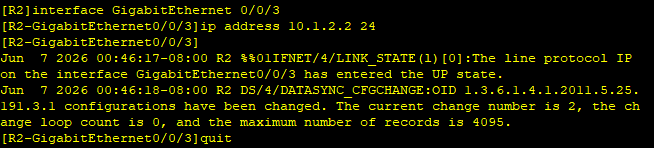 [R2]interface GigabitEthernet 0/0/3
[R2-GigabitEthernet0/0/3]ip address 10.1.2.2 24
[R2-GigabitEthernet0/0/3]
Jun  7 2026 00:46:17-08:00 R2 %%01IFNET/4/LINK_STATE(l)[0]:The line protocol IP
on the interface GigabitEthernet0/0/3 has entered the UP state.
Jun  7 2026 00:46:18-08:00 R2 DS/4/DATASYNC_CFGCHANGE:OID 1.3.6.1.4.1.2011.5.25.
191.3.1 configurations have been changed. The current change number is 2, the ch
ange loop count is 0, and the maximum number of records is 4095.
[R2-GigabitEthernet0/0/3]quit